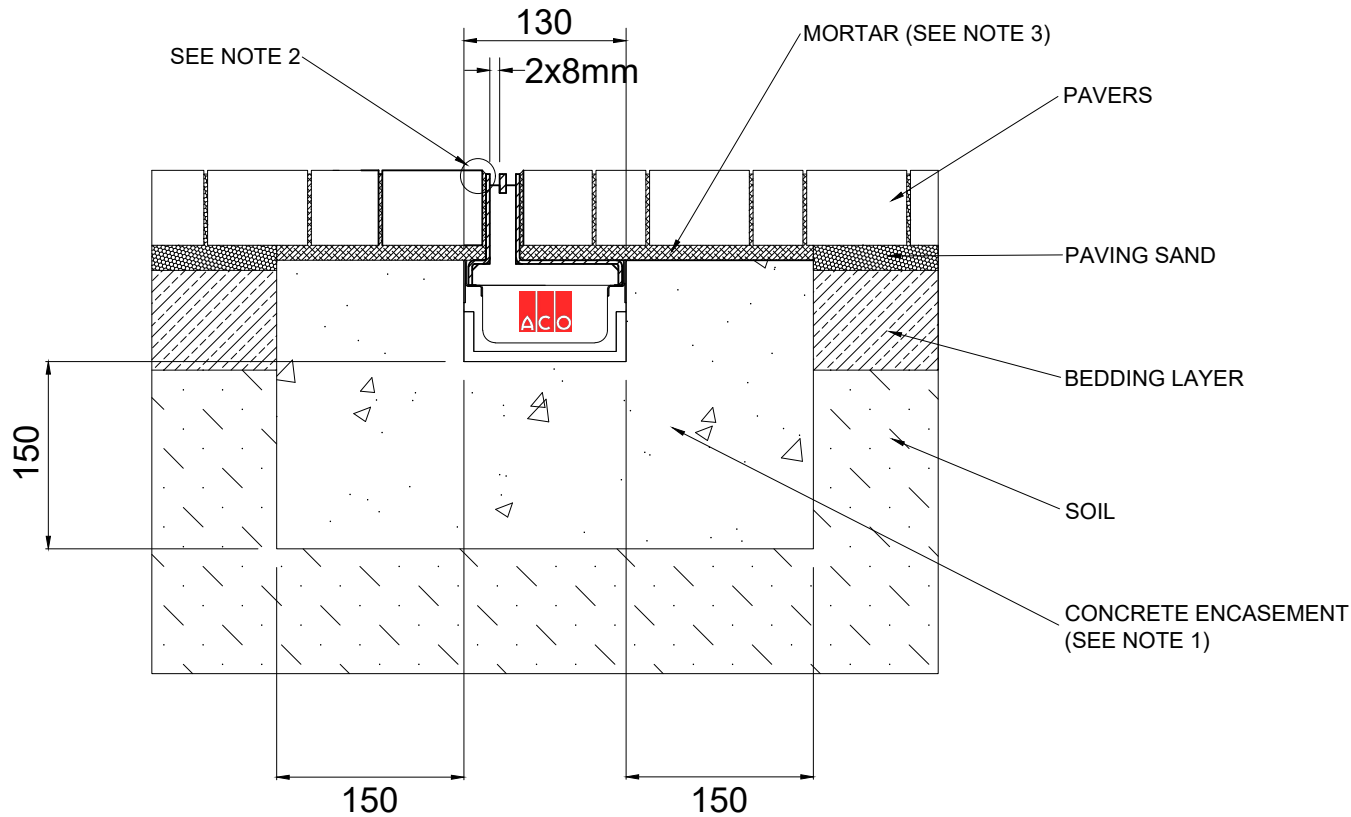 130
SEE NOTE 2
2x8mm
MORTAR (SEE NOTE 3)
PAVERS
PAVING SAND
ACO
BEDDING LAYER
150
SOIL
CONCRETE ENCASEMENT
(SEE NOTE 1)
150
150